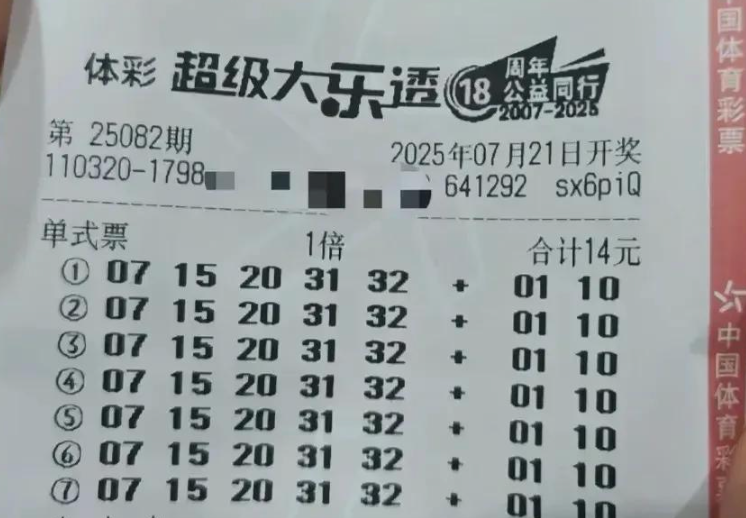 体彩 超级大乐透 18 周年 公益同行 2007-2025
第 25082期 2025年07月21日开奖
110320-1798 641292 sx6piQ
单式票 1倍 合计14元
① 07 15 20 31 32 + 01 10
② 07 15 20 31 32 + 01 10
③ 07 15 20 31 32 + 01 10
④ 07 15 20 31 32 + 01 10
⑤ 07 15 20 31 32 + 01 10
⑥ 07 15 20 31 32 + 01 10
⑦ 07 15 20 31 32 + 01 10
中国体育彩票
中国体育彩票